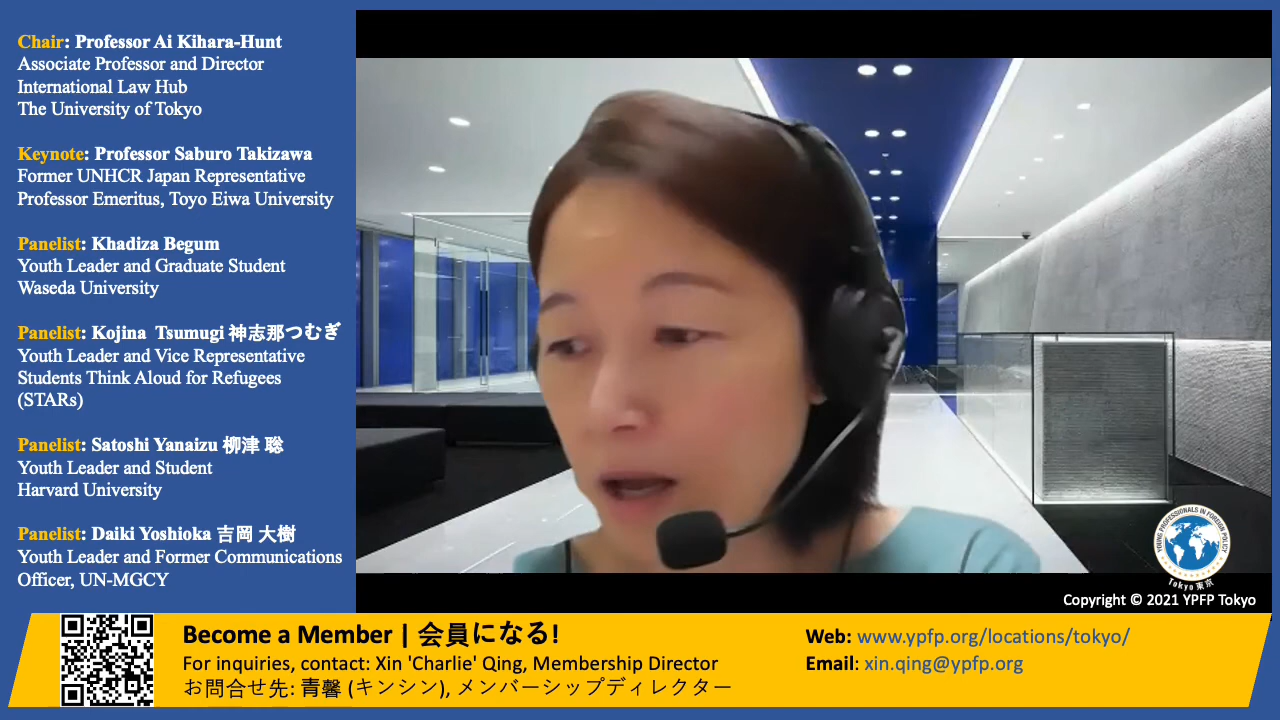 Chair: Professor Ai Kihara-Hunt
Associate Professor and Director
International Law Hub
The University of Tokyo
Keynote: Professor Saburo Takizawa
Former UNHCR Japan Representative
Professor Emeritus, Toyo Eiwa University
Panelist: Khadiza Begum
Youth Leader and Graduate Student
Waseda University
Panelist: Kojina  Tsumugi 神志那つむぎ
Youth Leader and Vice Representative
Students Think Aloud for Refugees
(STARs)
Panelist: Satoshi Yanaizu 柳津 聡
Youth Leader and Student
Harvard University
Panelist: Daiki Yoshioka 吉岡 大樹
Youth Leader and Former Communications
Officer, UN-MGCY
YOUNG PROFESSIONALS IN FOREIGN POLICY
Tokyo 東京
Copyright © 2021 YPFP Tokyo
Become a Member | 会員になる!
For inquiries, contact: Xin 'Charlie' Qing, Membership Director
お問合せ先: 青馨 (キンシン), メンバーシップディレクター
Web: www.ypfp.org/locations/tokyo/
Email: xin.qing@ypfp.org